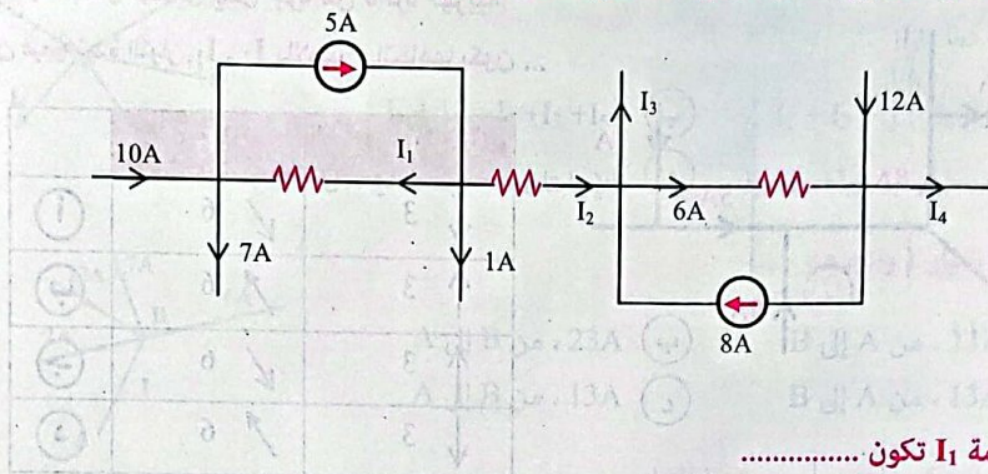 5A
10A
I₁
I₃
12A
I₂
6A
I₄
7A
1A
8A
I₁ تكون ...............